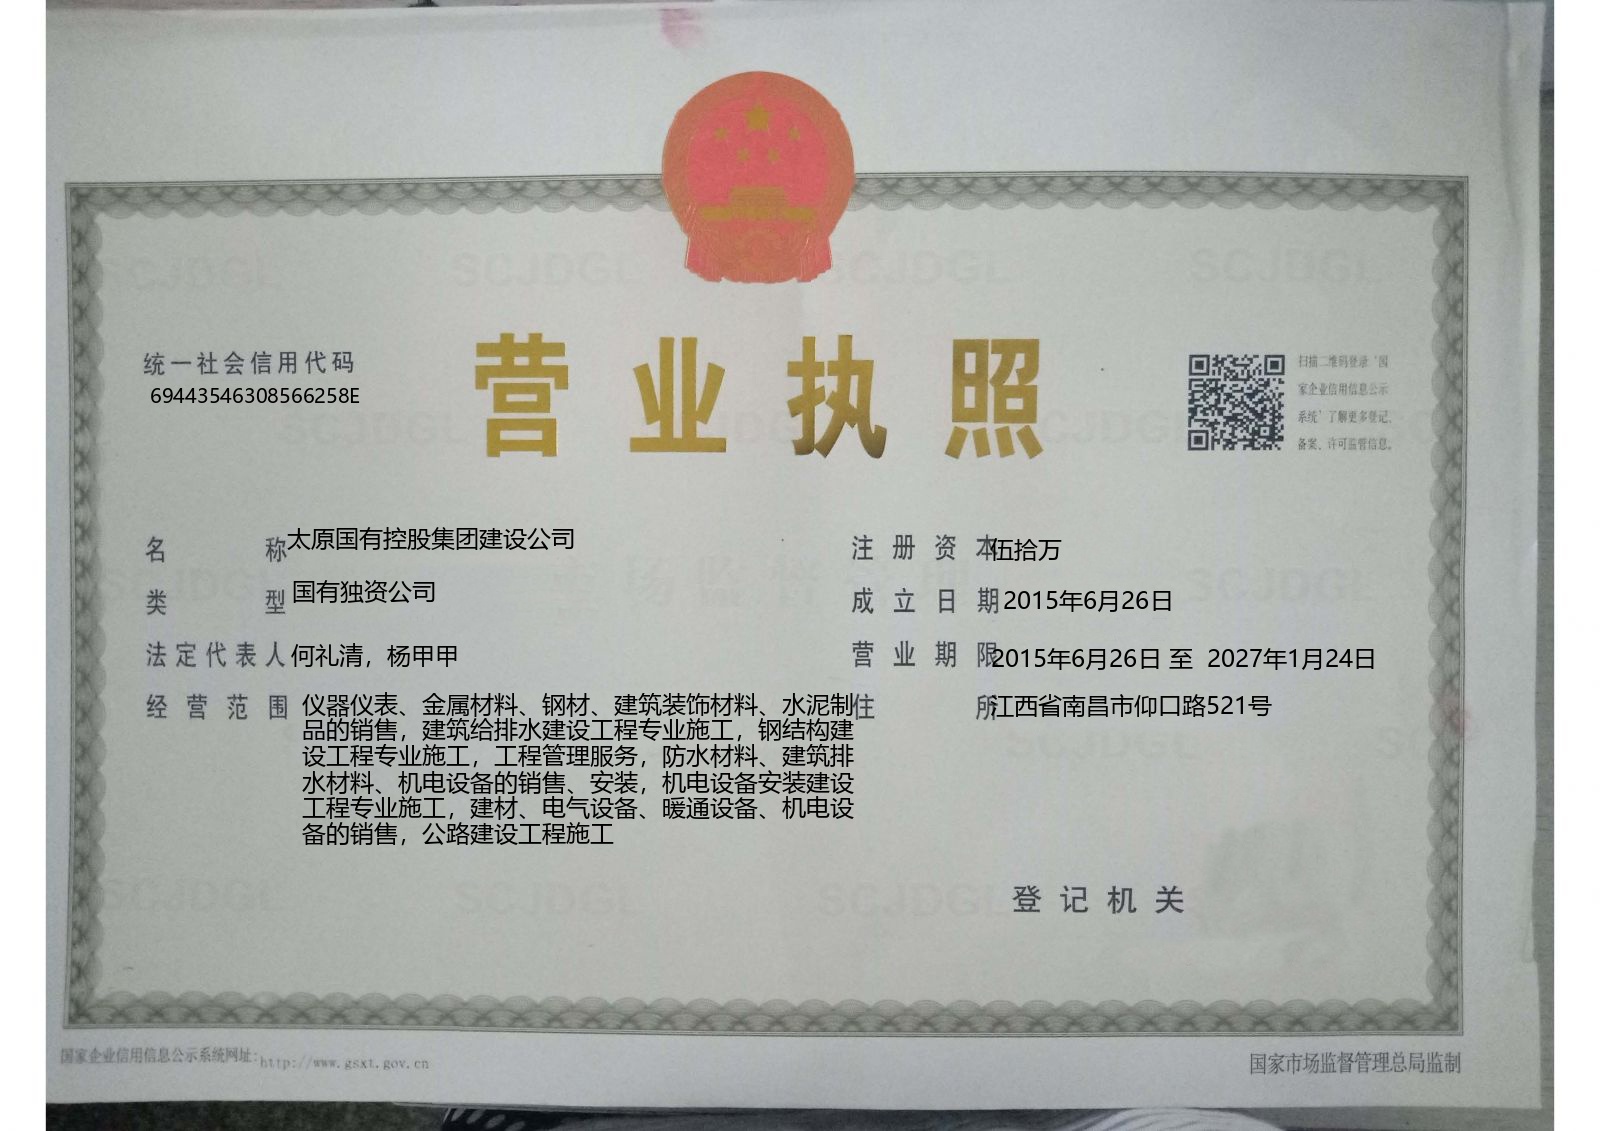 营业执照
统一社会信用代码
69443546308566258E
扫描二维码登录‘国
家企业信用信息公示
系统’了解更多登记、
备案、许可监管信息。
名 称 太原国有控股集团建设公司
类 型 国有独资公司
法定代表人 何礼清，杨甲甲
经营范围 仪器仪表、金属材料、钢材、建筑装饰材料、水泥制
品的销售，建筑给排水建设工程专业施工，钢结构建
设工程专业施工，工程管理服务，防水材料、建筑排
水材料、机电设备的销售、安装，机电设备安装建设
工程专业施工，建材、电气设备、暖通设备、机电设
备的销售，公路建设工程施工
注册资本 伍拾万
成立日期 2015年6月26日
营业期限 2015年6月26日 至 2027年1月24日
住 所 江西省南昌市仰口路521号
登记机关
国家企业信用信息公示系统网址:http://www.gsxt.gov.cn
国家市场监督管理总局监制